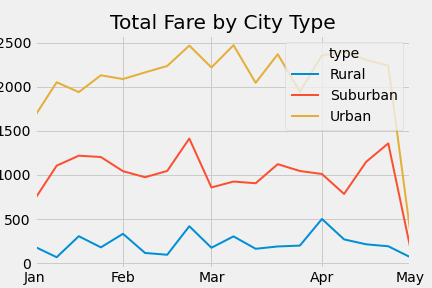 Total Fare by City Type
2500
2000
1500
1000
500
0
Jan Feb Mar Apr May
type
Rural
Suburban
Urban